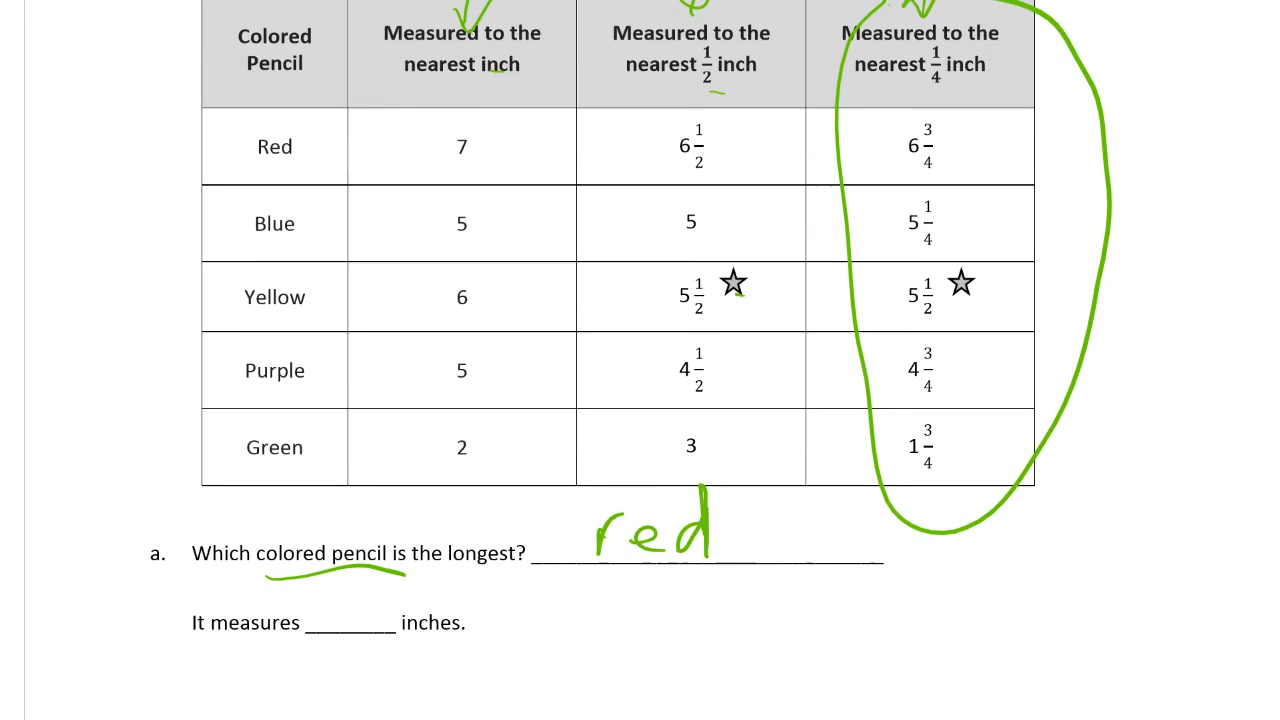 Colored Pencil | Measured to the nearest inch | Measured to the nearest 1/2 inch | Measured to the nearest 1/4 inch
Red | 7 | 6 1/2 | 6 3/4
Blue | 5 | 5 | 5 1/4
Yellow | 6 | 5 1/2 | 5 1/2
Purple | 5 | 4 1/2 | 4 3/4
Green | 2 | 3 | 1 3/4
a. Which colored pencil is the longest? red
It measures ________ inches.